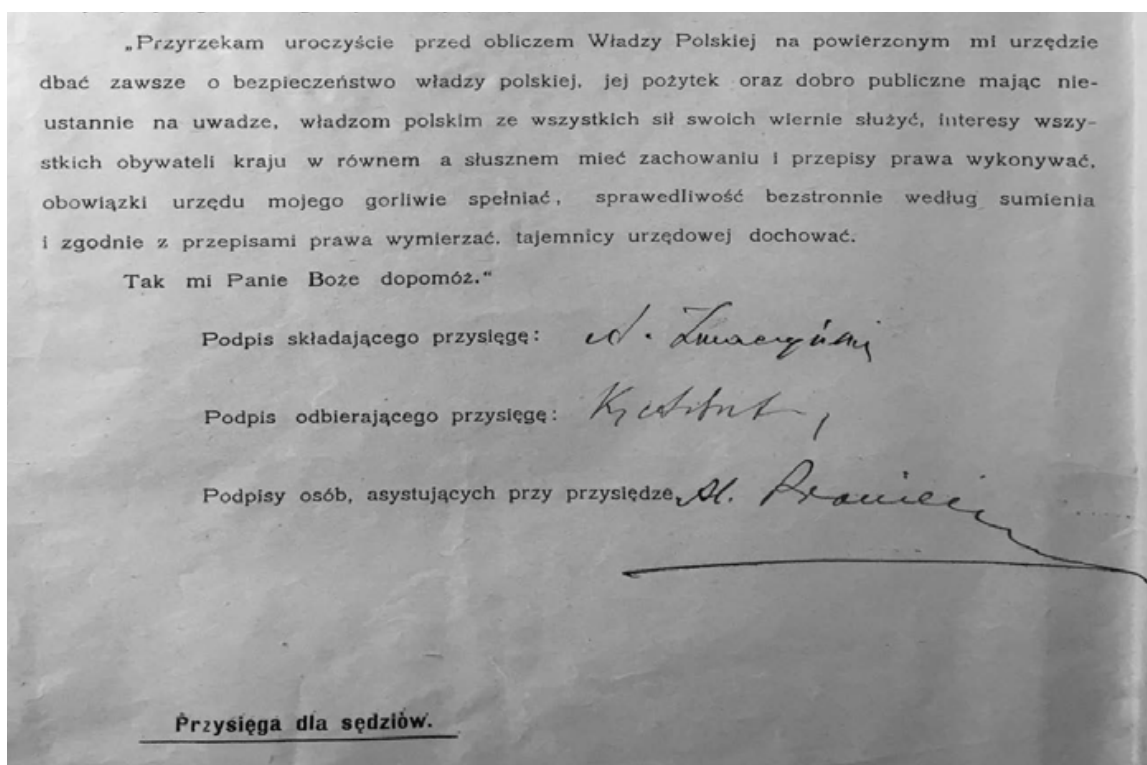 „Przyrzekam uroczyście przed obliczem Władzy Polskiej na powierzonym mi urzędzie
dbać zawsze o bezpieczeństwo władzy polskiej, jej pożytek oraz dobro publiczne mając nie-
ustannie na uwadze, władzom polskim ze wszystkich sił swoich wiernie służyć, interesy wszy-
stkich obywateli kraju w równem a słusznem mieć zachowaniu i przepisy prawa wykonywać,
obowiązki urzędu mojego gorliwie spełniać, sprawedliwość bezstronnie według sumienia
i zgodnie z przepisami prawa wymierzać, tajemnicy urzędowej dochować.
Tak mi Panie Boże dopomóż.“
Podpis składającego przysięgę:
Podpis odbierającego przysięgę:
Podpisy osób, asystujących przy przysiędze
Przysięga dla sędziów.